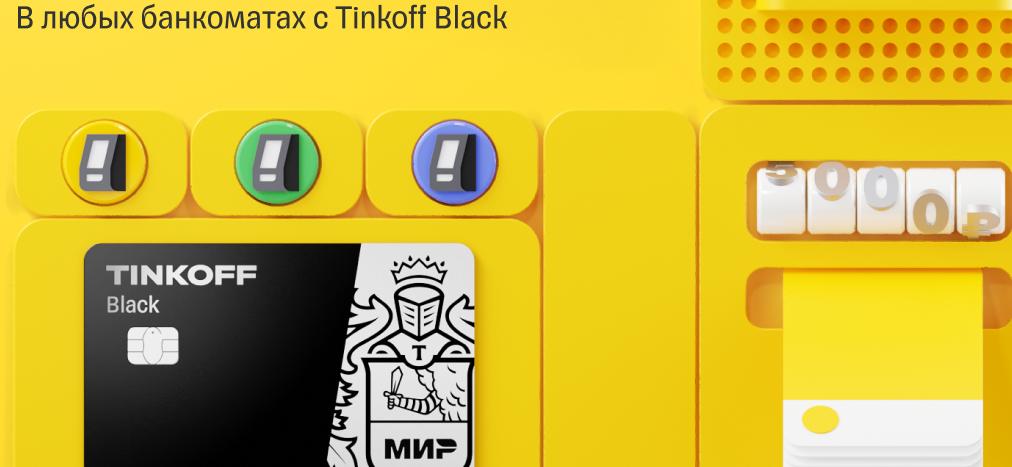 В любых банкоматах с Tinkoff Black
5000₽
TINKOFF
Black
T
МИР